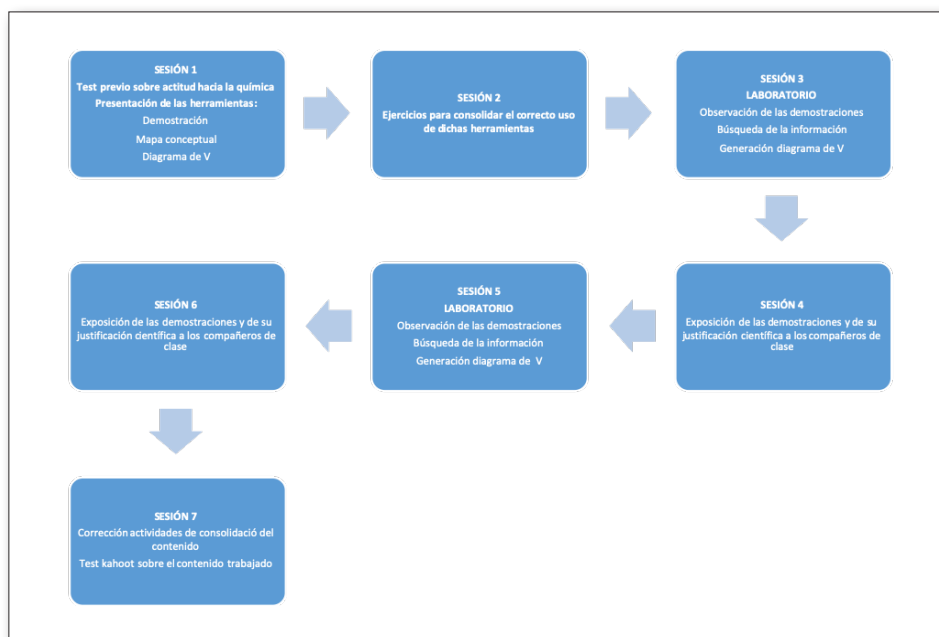 SESIÓN 1
Test previo sobre actitud hacia la química
Presentación de las herramientas:
Demostración
Mapa conceptual
Diagrama de V
SESIÓN 2
Ejercicios para consolidar el correcto uso
de dichas herramientas
SESIÓN 3
LABORATORIO
Observación de las demostraciones
Búsqueda de la información
Generación diagrama de V
SESIÓN 4
Exposición de las demostraciones y de su
justificación científica a los compañeros de
clase
SESIÓN 5
LABORATORIO
Observación de las demostraciones
Búsqueda de la información
Generación diagrama de V
SESIÓN 6
Exposición de las demostraciones y de su
justificación científica a los compañeros de
clase
SESIÓN 7
Corrección actividades de consolidació del
contenido
Test kahoot sobre el contenido trabajado